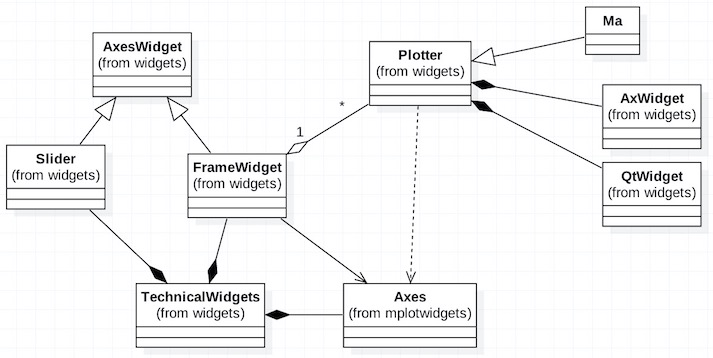 Ma
AxesWidget
(from widgets)
Plotter
(from widgets)
AxWidget
(from widgets)
*
1
Slider
(from widgets)
FrameWidget
(from widgets)
QtWidget
(from widgets)
TechnicalWidgets
(from widgets)
Axes
(from mplotwidgets)